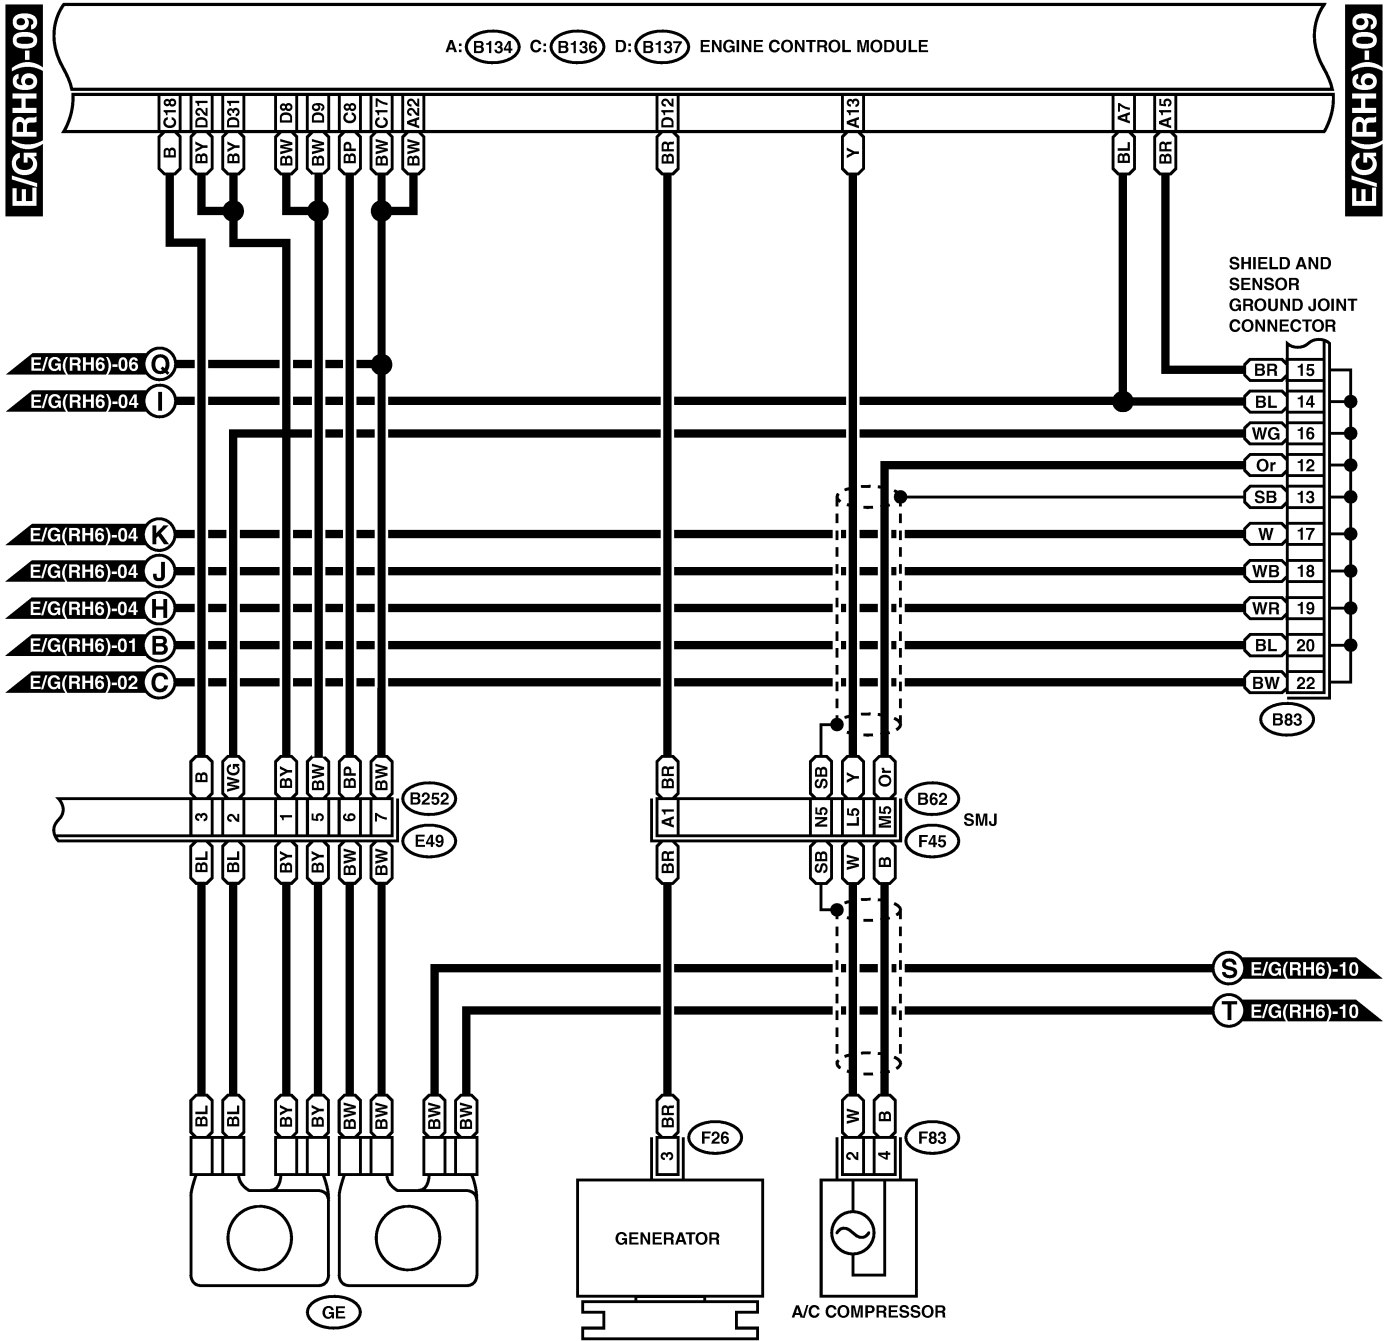 E/G(RH6)-09
A: B134 C: B136 D: B137 ENGINE CONTROL MODULE
E/G(RH6)-09
C18 D21 D31 D8 D9 C8 C17 A22 D12 A13 A7 A15
B BY BY BW BW BP BW BW BR Y BL BR
SHIELD AND
SENSOR
GROUND JOINT
CONNECTOR
E/G(RH6)-06 Q
BR 15
E/G(RH6)-04 I
BL 14
WG 16
Or 12
SB 13
E/G(RH6)-04 K
W 17
E/G(RH6)-04 J
WB 18
E/G(RH6)-04 H
WR 19
E/G(RH6)-01 B
BL 20
E/G(RH6)-02 C
BW 22
B83
B WG BY BW BP BW BR SB Y Or
B252
B62
3 2 1 5 6 7 A1 N5 L5 M5
SMJ
E49
F45
BL BL BY BY BW BW BR SB W B
S E/G(RH6)-10
T E/G(RH6)-10
BL BL BY BY BW BW BW BW BR W B
F26
F83
3 2 4
GENERATOR
GE
A/C COMPRESSOR